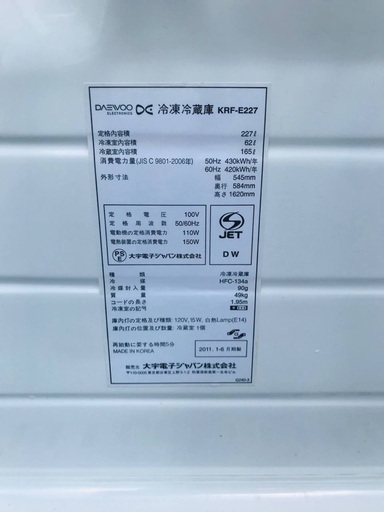 DAEWOO ELECTRONICS 冷凍冷蔵庫 KRF-E227
定格内容積 227ℓ
冷凍室内容積 62ℓ
冷蔵室内容積 165ℓ
消費電力量(JIS C 9801-2006年) 50Hz 430kWh/年
60Hz 420kWh/年
外形寸法 幅 545mm
奥行 584mm
高さ 1620mm
定格電圧 100V
定格周波数 50/60Hz
電動機の定格消費電力 110W
電熱装置の定格消費電力 150W
S
JET
PS
E
大宇電子ジャパン株式会社
DW
種類 冷凍冷蔵庫
冷媒 HFC-134a
冷媒封入量 90g
質量 49kg
コードの長さ 1.95m
冷凍室の記号
庫内灯の定格及び種類: 120V, 15W, 白熱Lamp(E14)
庫内灯の位置及び数量: 冷蔵室 1個
再始動に要する時間5分
MADE IN KOREA
2011. 1-6 月期製
販売元 大宇電子ジャパン株式会社